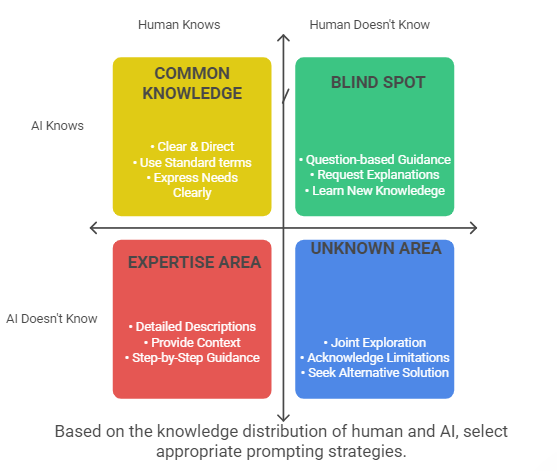 Human Knows
Human Doesn't Know
AI Knows
COMMON
KNOWLEDGE
• Clear & Direct
• Use Standard terms
• Express Needs
Clearly
BLIND SPOT
• Question-based Guidance
• Request Explanations
• Learn New Knowledege
AI Doesn't Know
EXPERTISE AREA
• Detailed Descriptions
• Provide Context
• Step-by-Step Guidance
UNKNOWN AREA
• Joint Exploration
• Acknowledge Limitations
• Seek Alternative Solution
Based on the knowledge distribution of human and AI, select
appropriate prompting strategies.